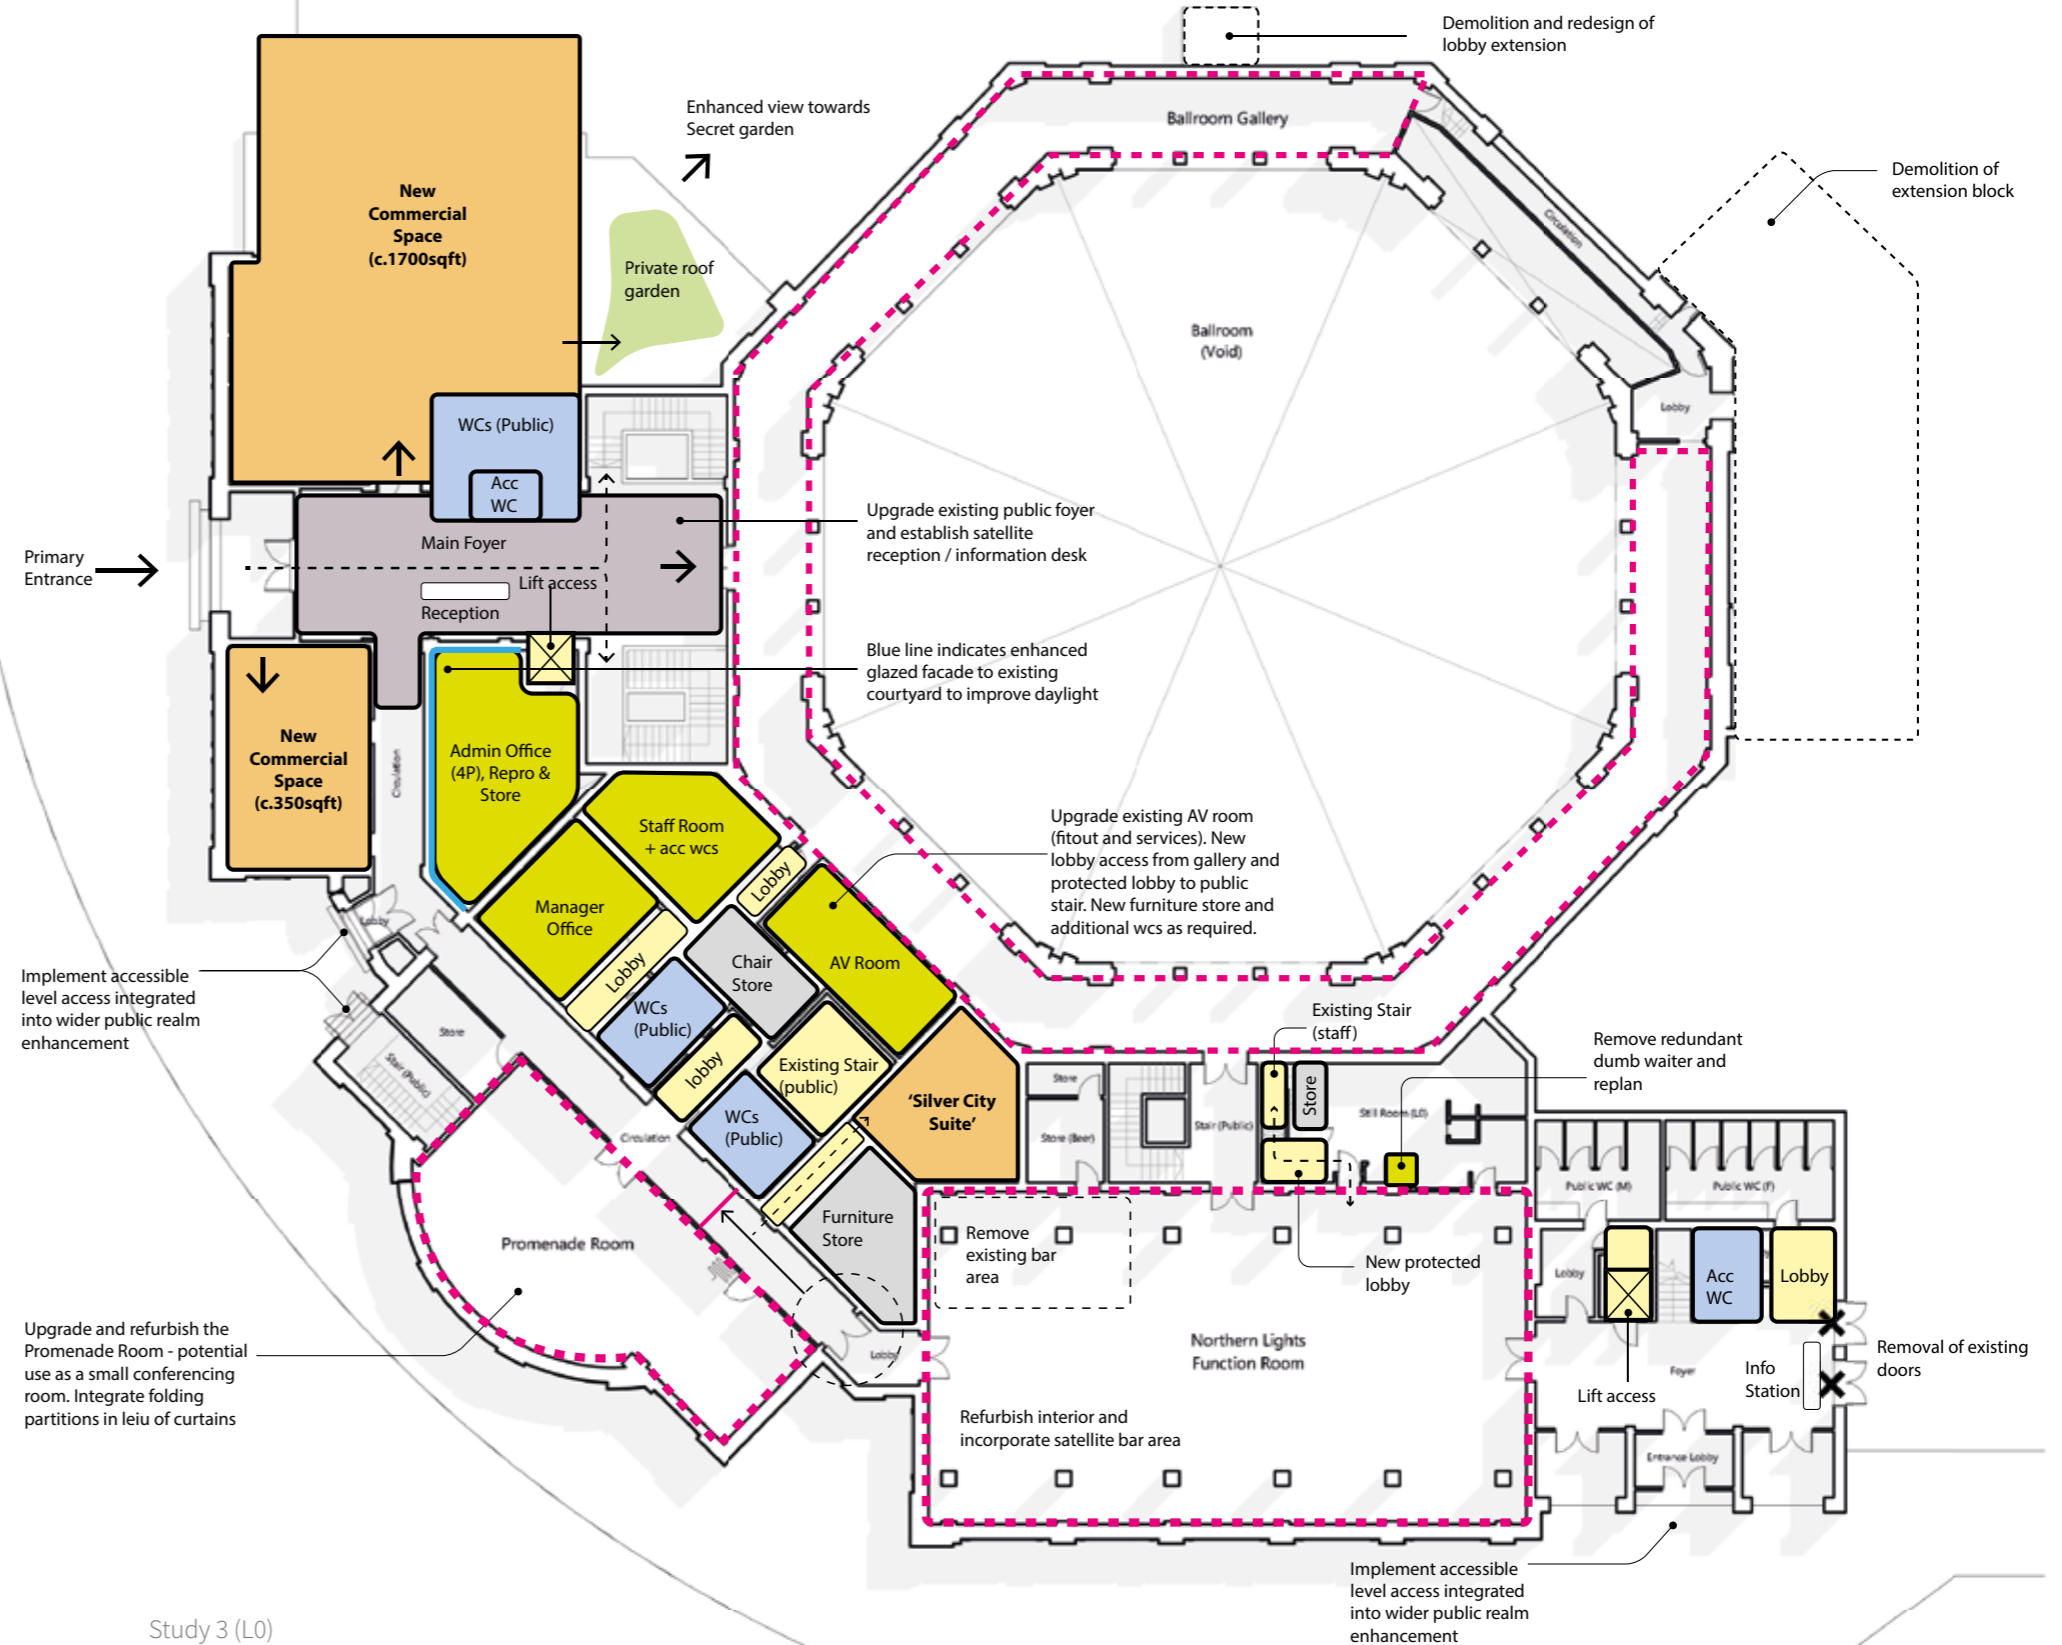 Demolition and redesign of
lobby extension
Enhanced view towards
Secret garden
Ballroom Gallery
Demolition of
extension block
New
Commercial
Space
(c.1700sqft)
Circulation
Private roof
garden
Ballroom
(Void)
Lobby
WCs (Public)
Acc
WC
Upgrade existing public foyer
and establish satellite
reception / information desk
Main Foyer
Primary
Entrance
Lift access
Reception
Blue line indicates enhanced
glazed facade to existing
courtyard to improve daylight
New
Commercial
Space
(c.350sqft)
Circulation
Admin Office
(4P), Repro &
Store
Staff Room
+ acc wcs
Upgrade existing AV room
(fitout and services). New
lobby access from gallery and
protected lobby to public
stair. New furniture store and
additional wcs as required.
Lobby
Manager
Office
Lobby
Implement accessible
level access integrated
into wider public realm
enhancement
Lobby
Chair
Store
AV Room
WCs
(Public)
Store
Stair (Public)
lobby
Existing Stair
(public)
Existing Stair
(staff)
Remove redundant
dumb waiter and
replan
'Silver City
Suite'
Store
Store
Still Room (L0)
Store (Beer)
Stair (Public)
WCs
(Public)
Circulation
Public WC (M)
Public WC (F)
Furniture
Store
Remove
existing bar
area
Promenade Room
New protected
lobby
Lobby
Acc
WC
Lobby
Upgrade and refurbish the
Promenade Room - potential
use as a small conferencing
room. Integrate folding
partitions in leiu of curtains
Lobby
Northern Lights
Function Room
Foyer
Info
Station
Removal of existing
doors
Lift access
Refurbish interior and
incorporate satellite bar area
Entrance Lobby
Implement accessible
level access integrated
into wider public realm
enhancement
Study 3 (L0)